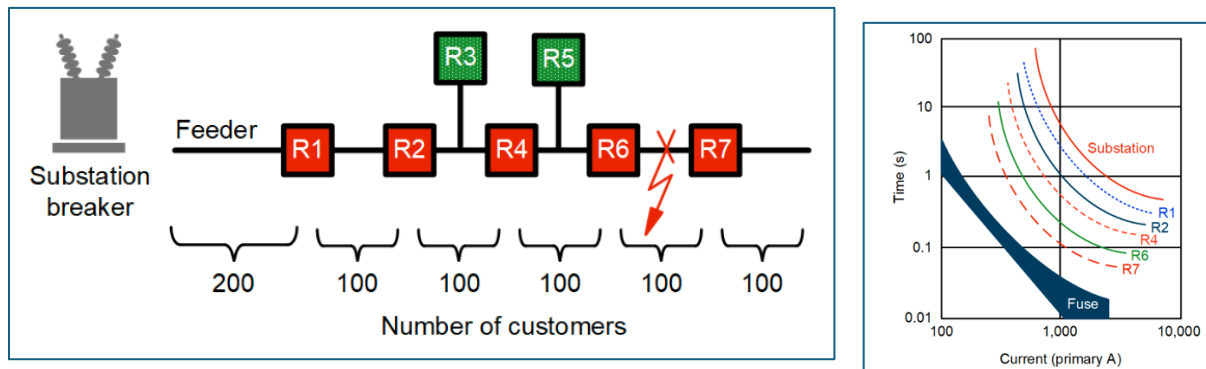 R3
R5
Feeder
R1
R2
R4
R6
R7
Substation
breaker
200
100
100
100
100
100
Number of customers
100
10
1
0.1
0.01
Time (s)
Substation
R1
R2
R4
R6
R7
Fuse
100
1,000
10,000
Current (primary A)